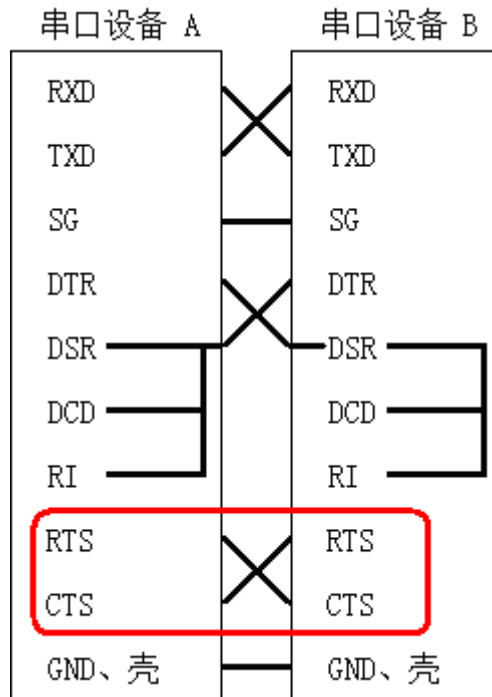 串口设备 A 串口设备 B
RXD RXD
TXD TXD
SG SG
DTR DTR
DSR DSR
DCD DCD
RI RI
RTS RTS
CTS CTS
GND、壳 GND、壳